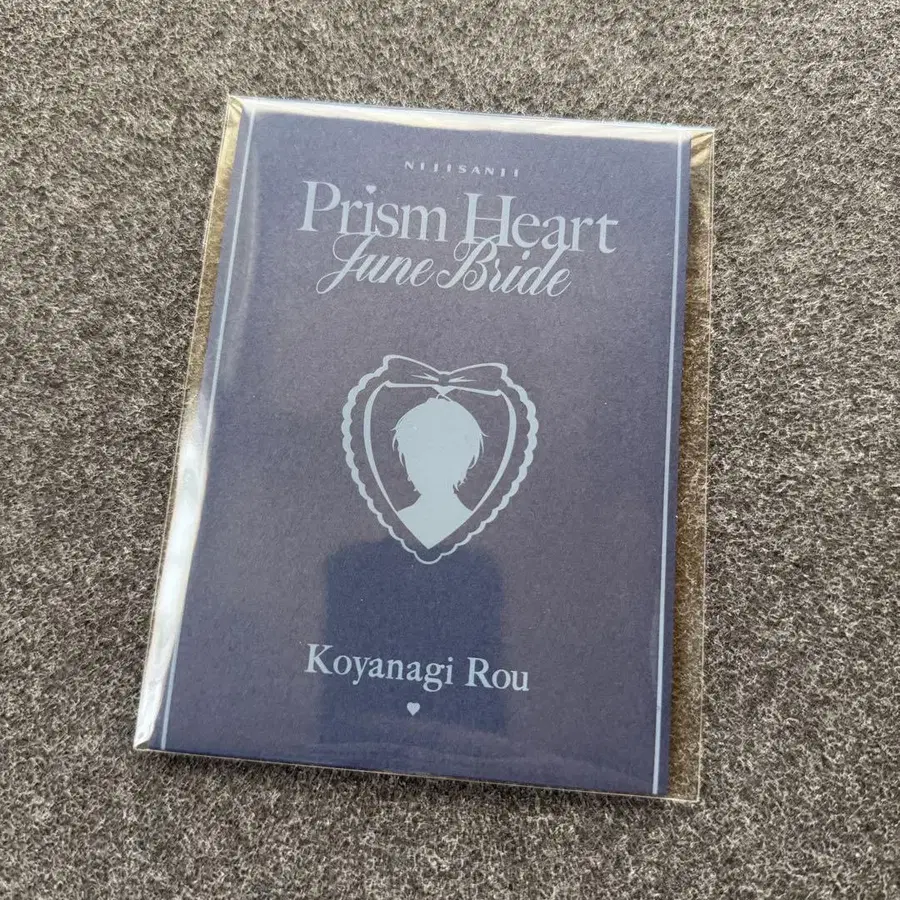 NIJISANJI
Prism Heart
June Bride
Koyanagi Rou